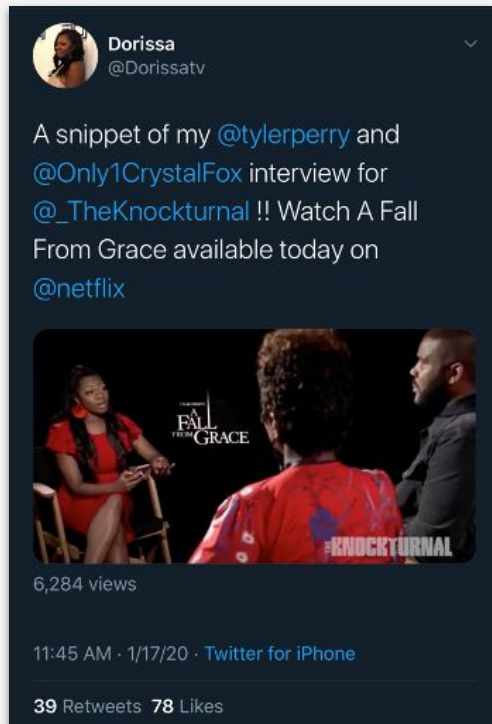 Dorissa
@Dorissatv
A snippet of my @tylerperry and
@Only1CrystalFox interview for
@_TheKnockturnal !! Watch A Fall
From Grace available today on
@netflix
A
FALL
FROM GRACE
THE KNOCKTURNAL
6,284 views
11:45 AM · 1/17/20 · Twitter for iPhone
39 Retweets 78 Likes